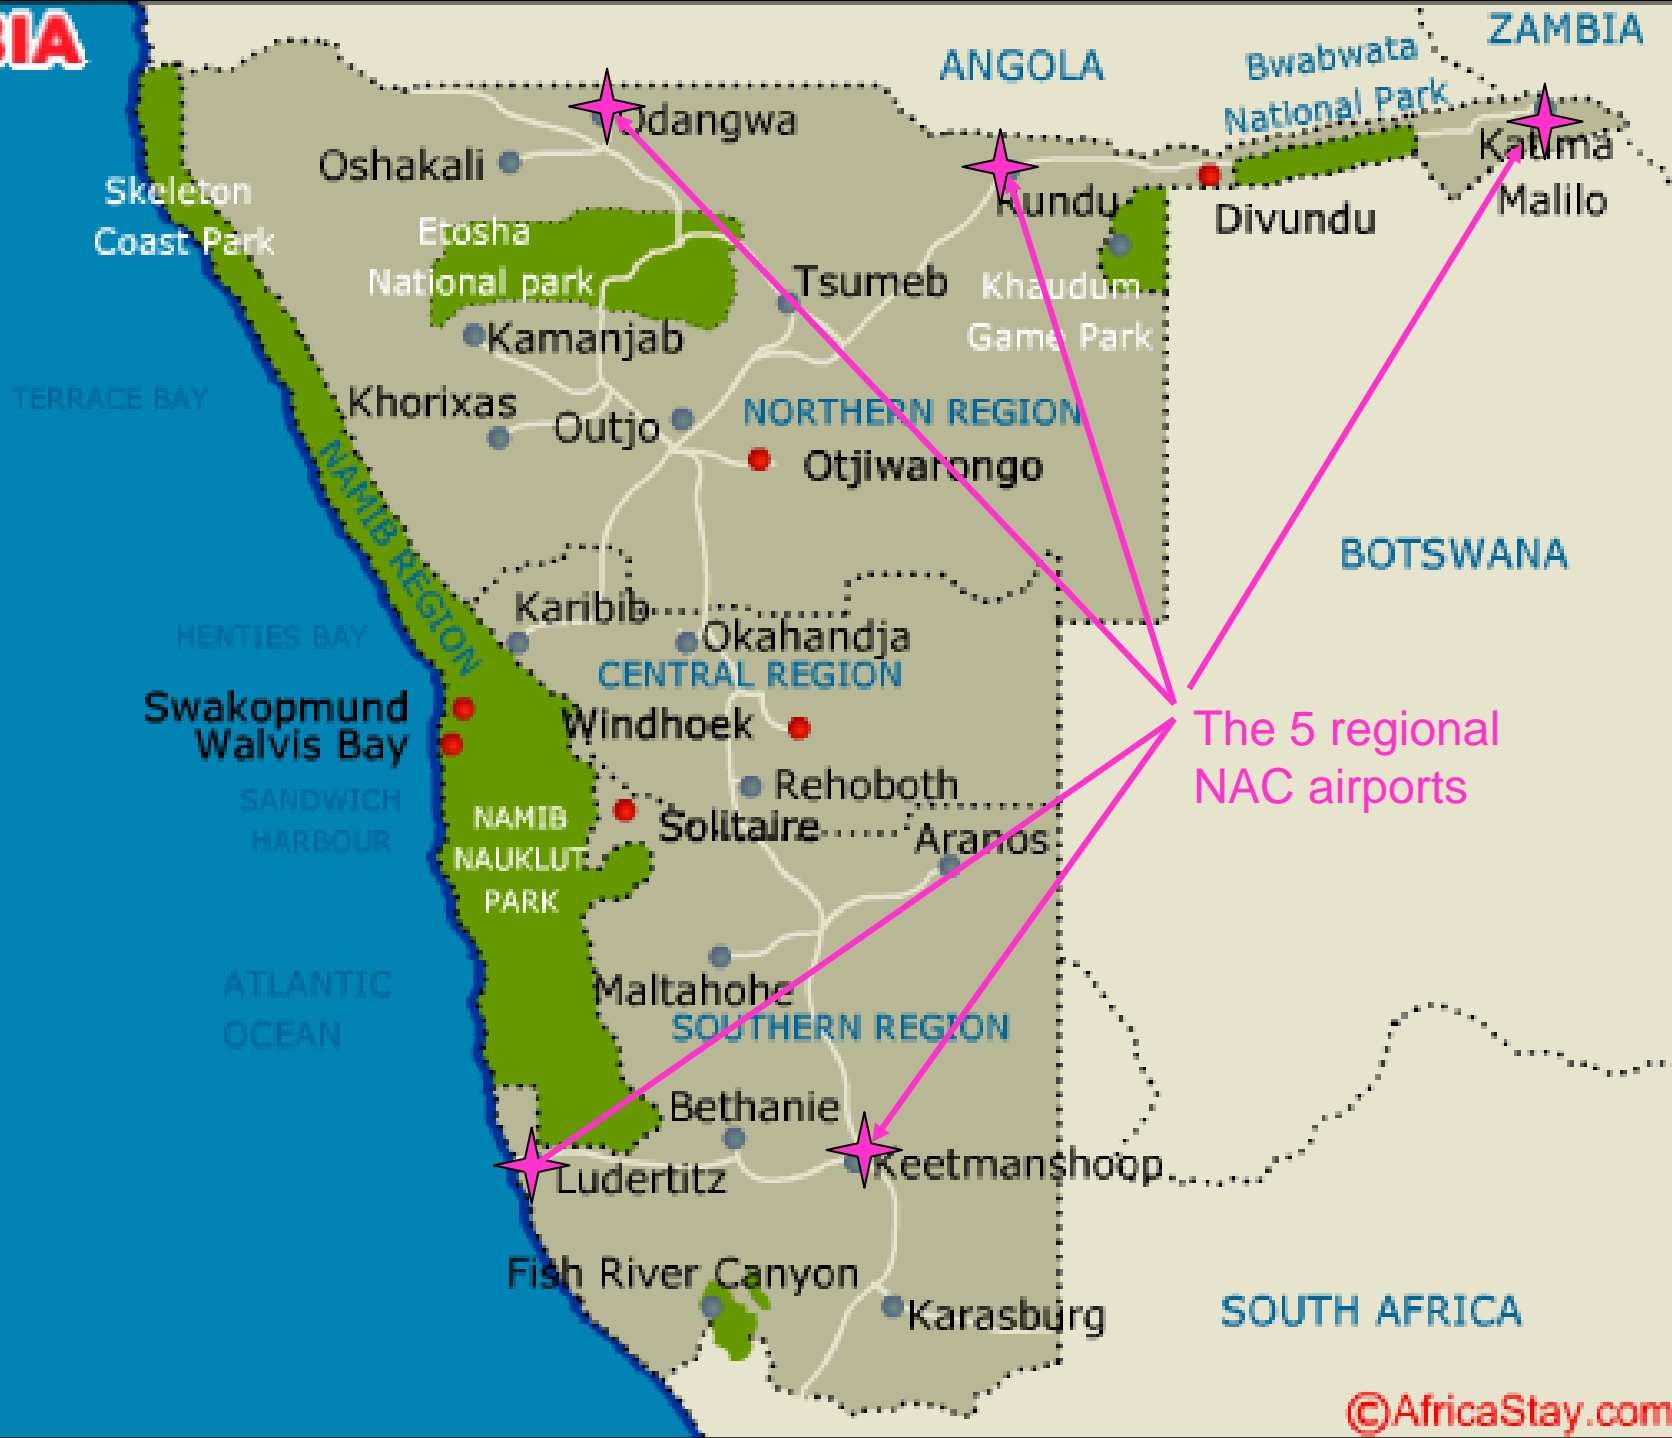 IA
ZAMBIA
ANGOLA
Bwabwata
National Park
Odangwa
Oshakali
Katima
Malilo
Skeleton
Coast Park
Rundu
Divundu
Etosha
National park
Tsumeb
Khaudum
Game Park
Kamanjab
TERRACE BAY
Khorixas
Outjo
NORTHERN REGION
Otjiwarongo
NAMIB REGION
BOTSWANA
Karibib
HENTIES BAY
Okahandja
CENTRAL REGION
Swakopmund
Walvis Bay
Windhoek
The 5 regional
NAC airports
Rehoboth
SANDWICH
HARBOUR
NAMIB
NAUKLUT
PARK
Solitaire
Aranos
ATLANTIC
OCEAN
Maltahohe
SOUTHERN REGION
Bethanie
Ludertitz
Keetmanshoop
Fish River Canyon
Karasburg
SOUTH AFRICA
©AfricaStay.com